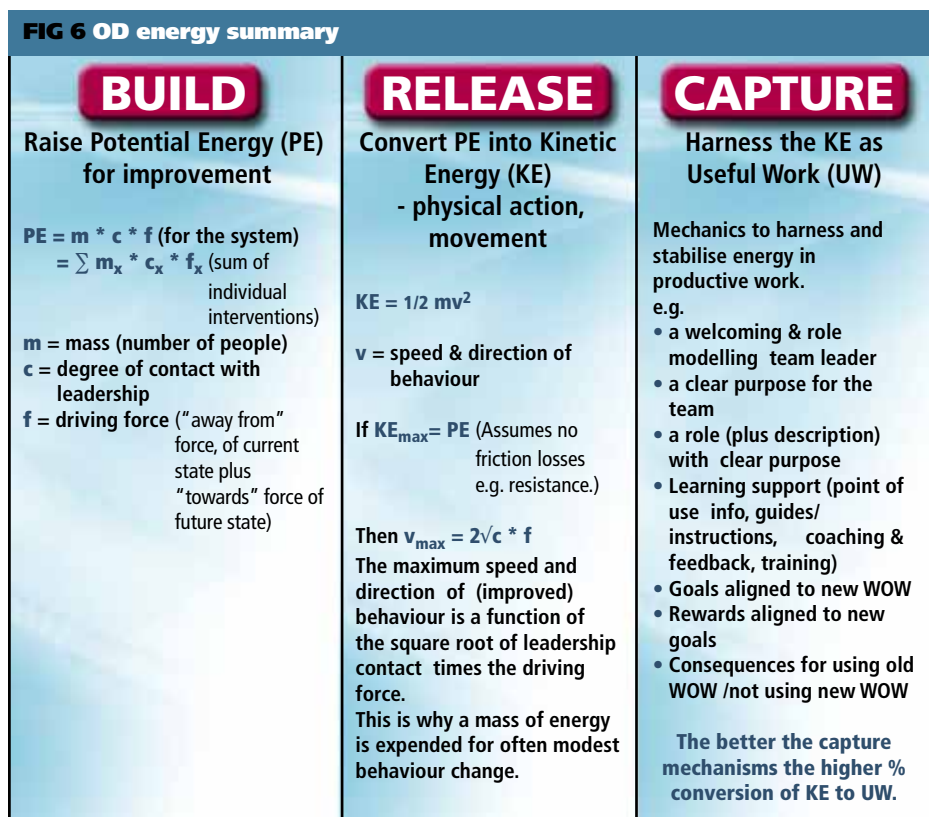 FIG 6 OD energy summary
BUILD
Raise Potential Energy (PE)
for improvement
PE = m * c * f (for the system)
= ∑ mx * cx * fx (sum of
individual
interventions)
m = mass (number of people)
c = degree of contact with
leadership
f = driving force ("away from"
force, of current
state plus
"towards" force of
future state)
RELEASE
Convert PE into Kinetic
Energy (KE)
- physical action,
movement
KE = 1/2 mv²
v = speed & direction of
behaviour
If KEmax= PE (Assumes no
friction losses
e.g. resistance.)
Then vmax = 2√c * f
The maximum speed and
direction of (improved)
behaviour is a function of
the square root of leadership
contact times the driving
force.
This is why a mass of energy
is expended for often modest
behaviour change.
CAPTURE
Harness the KE as
Useful Work (UW)
Mechanics to harness and
stabilise energy in
productive work.
e.g.
• a welcoming & role
modelling team leader
• a clear purpose for the
team
• a role (plus description)
with clear purpose
• Learning support (point of
use info, guides/
instructions, coaching &
feedback, training)
• Goals aligned to new WOW
• Rewards aligned to new
goals
• Consequences for using old
WOW /not using new WOW
The better the capture
mechanisms the higher %
conversion of KE to UW.